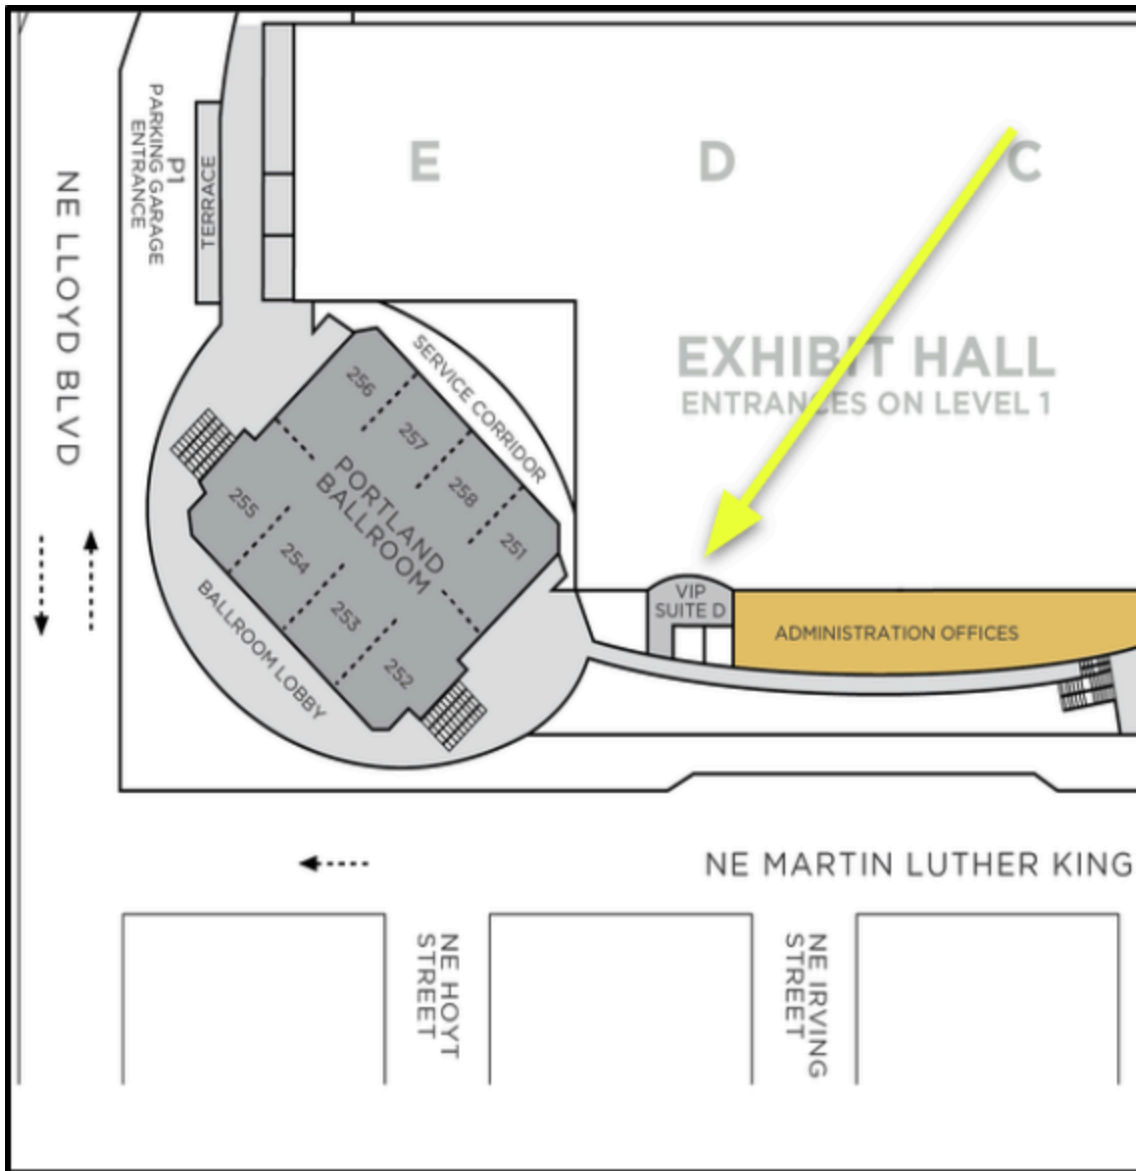 P1
PARKING GARAGE
ENTRANCE
TERRACE
NE LLOYD BLVD
E
D
C
EXHIBIT HALL
ENTRANCES ON LEVEL 1
SERVICE CORRIDOR
256
257
258
251
PORTLAND
BALLROOM
255
254
253
252
BALLROOM LOBBY
VIP
SUITE D
ADMINISTRATION OFFICES
NE MARTIN LUTHER KING
NE HOYT
STREET
NE IRVING
STREET